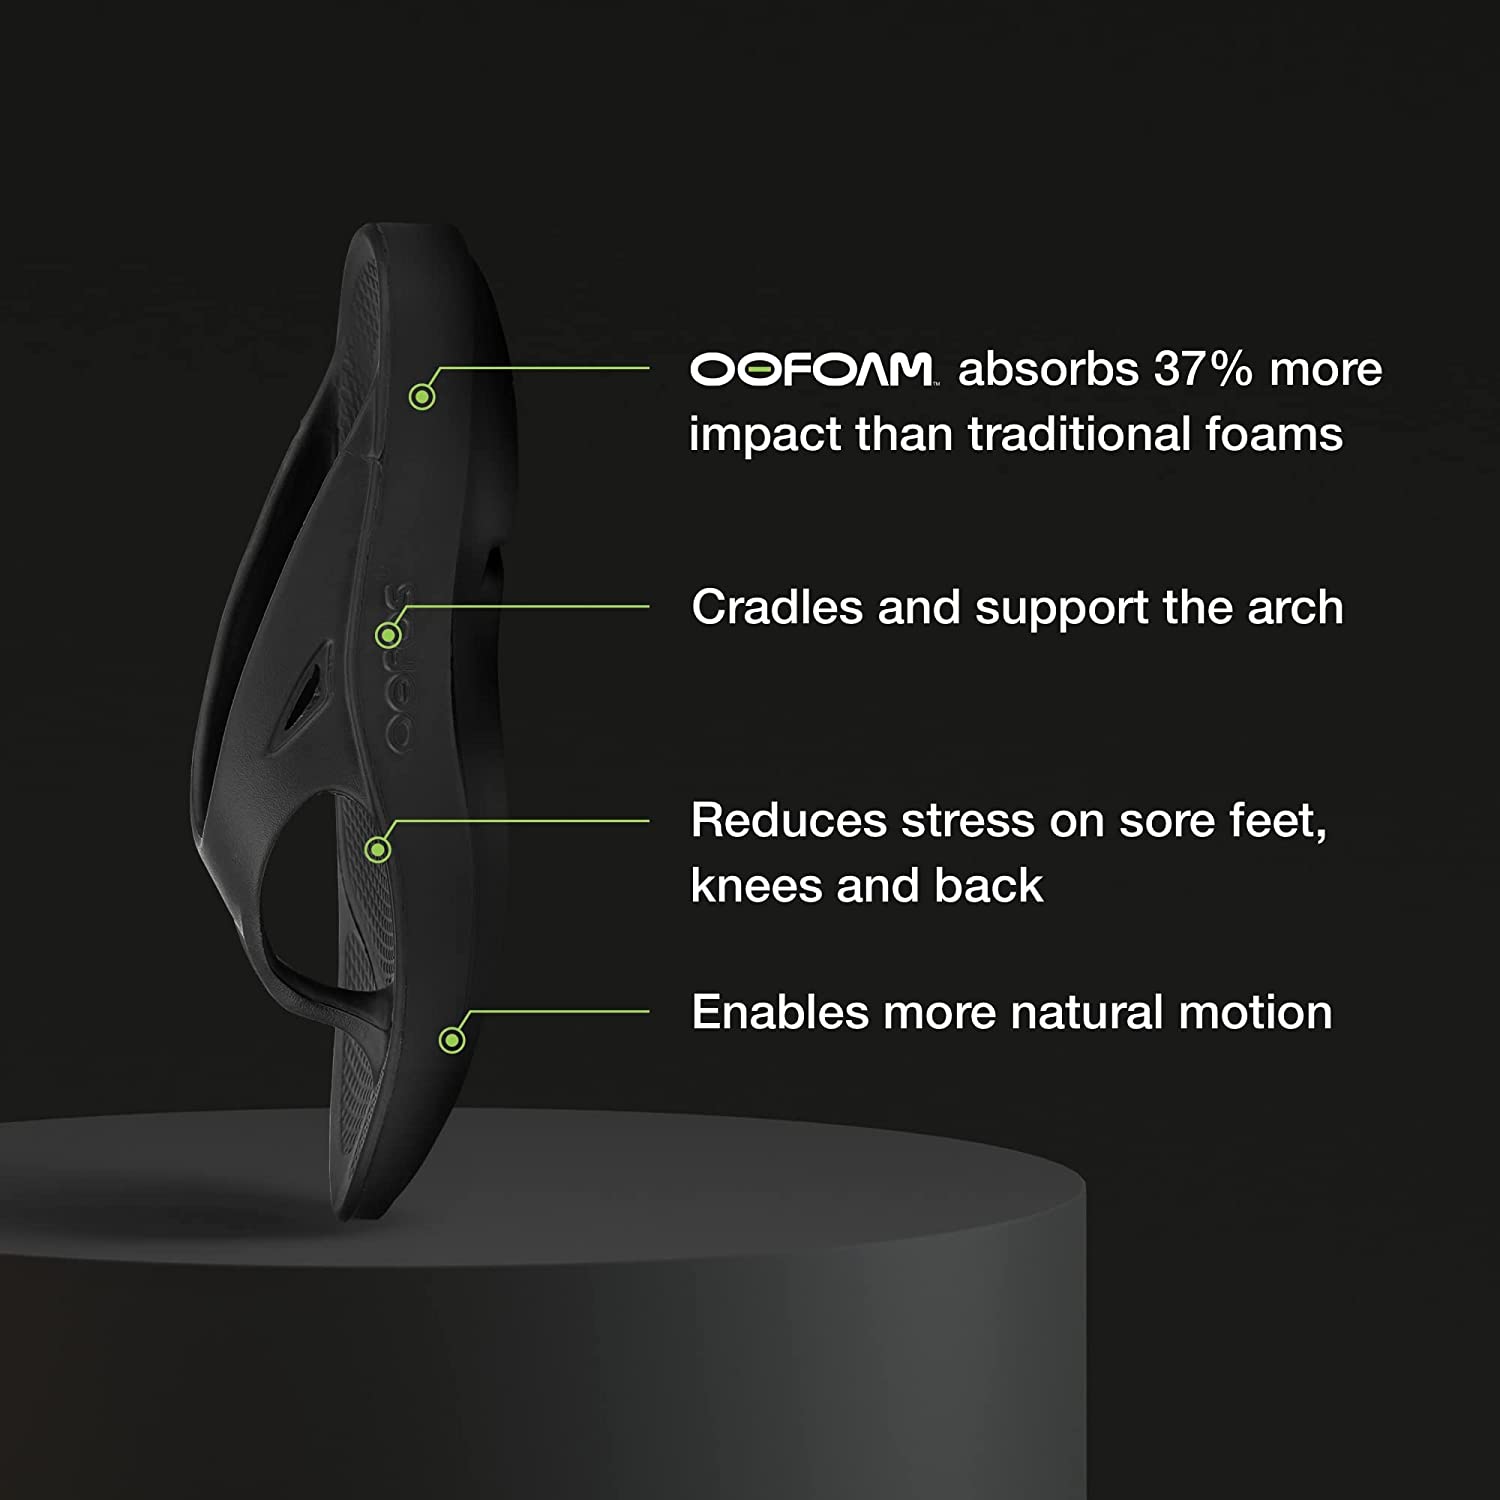 OOFOAM™ absorbs 37% more
impact than traditional foams
Cradles and support the arch
OOFOS
Reduces stress on sore feet,
knees and back
Enables more natural motion